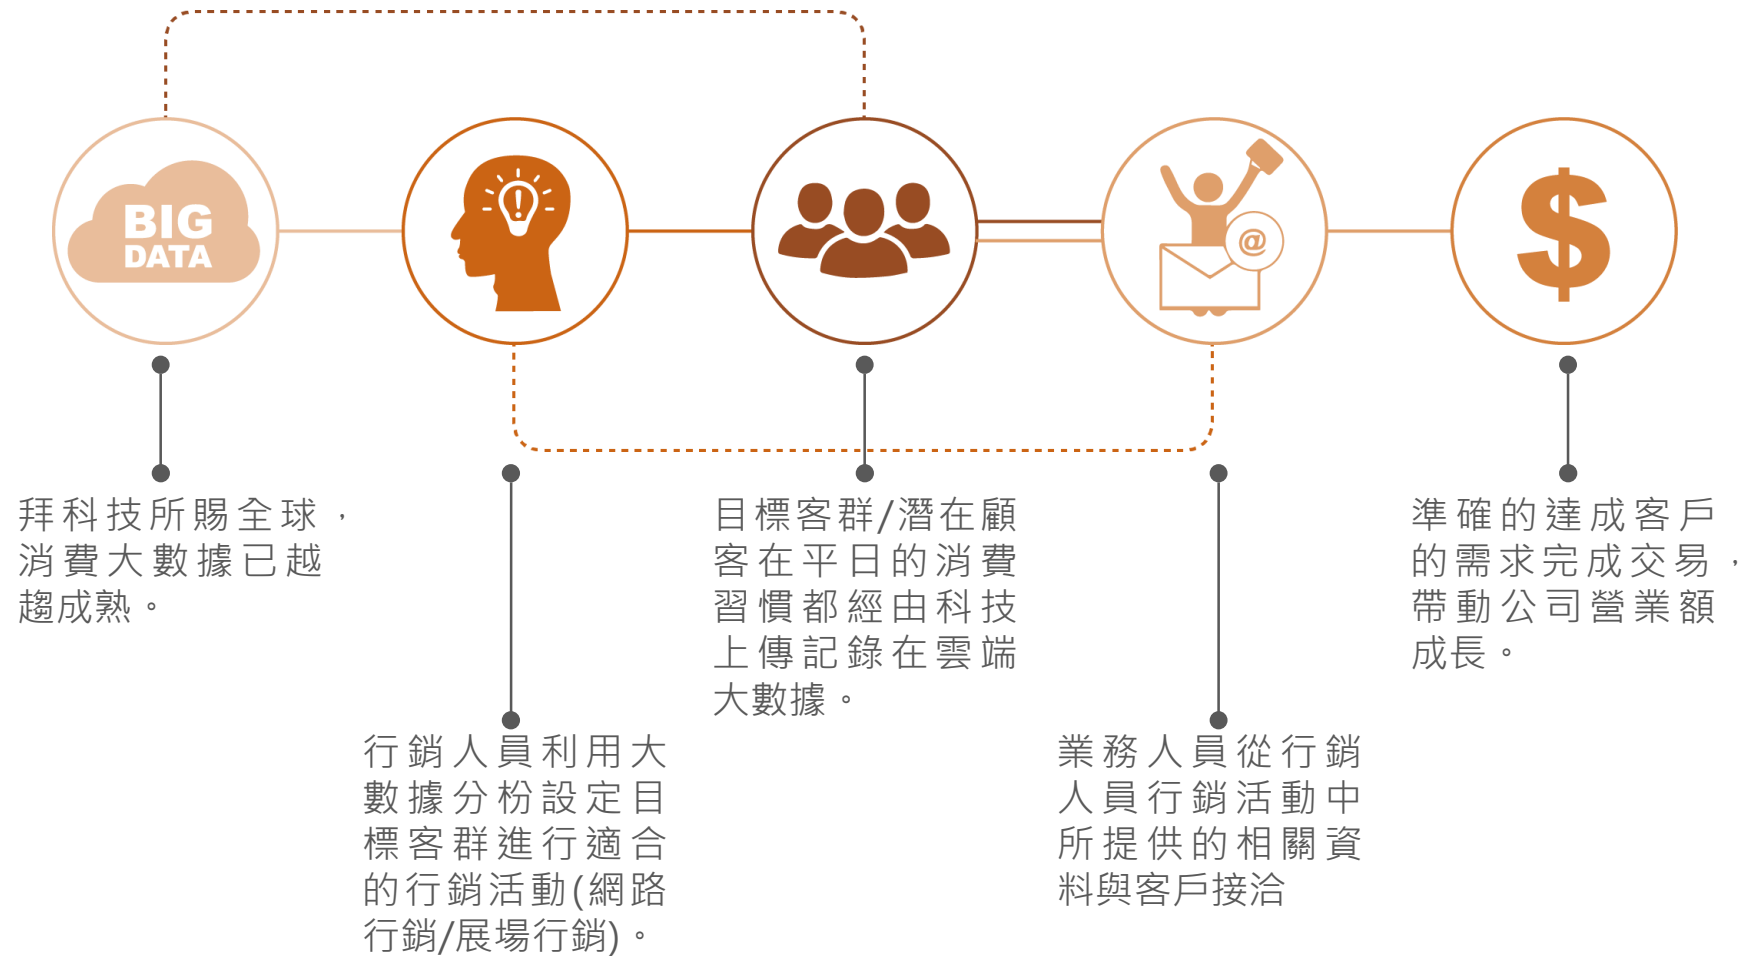 BIG
DATA
@
$
拜科技所賜全球，
消費大數據已越
趨成熟。
行銷人員利用大
數據分枌設定目
標客群進行適合
的行銷活動(網路
行銷/展場行銷)。
目標客群/潛在顧
客在平日的消費
習慣都經由科技
上傳記錄在雲端
大數據。
業務人員從行銷
人員行銷活動中
所提供的相關資
料與客戶接洽
準確的達成客戶
的需求完成交易，
帶動公司營業額
成長。